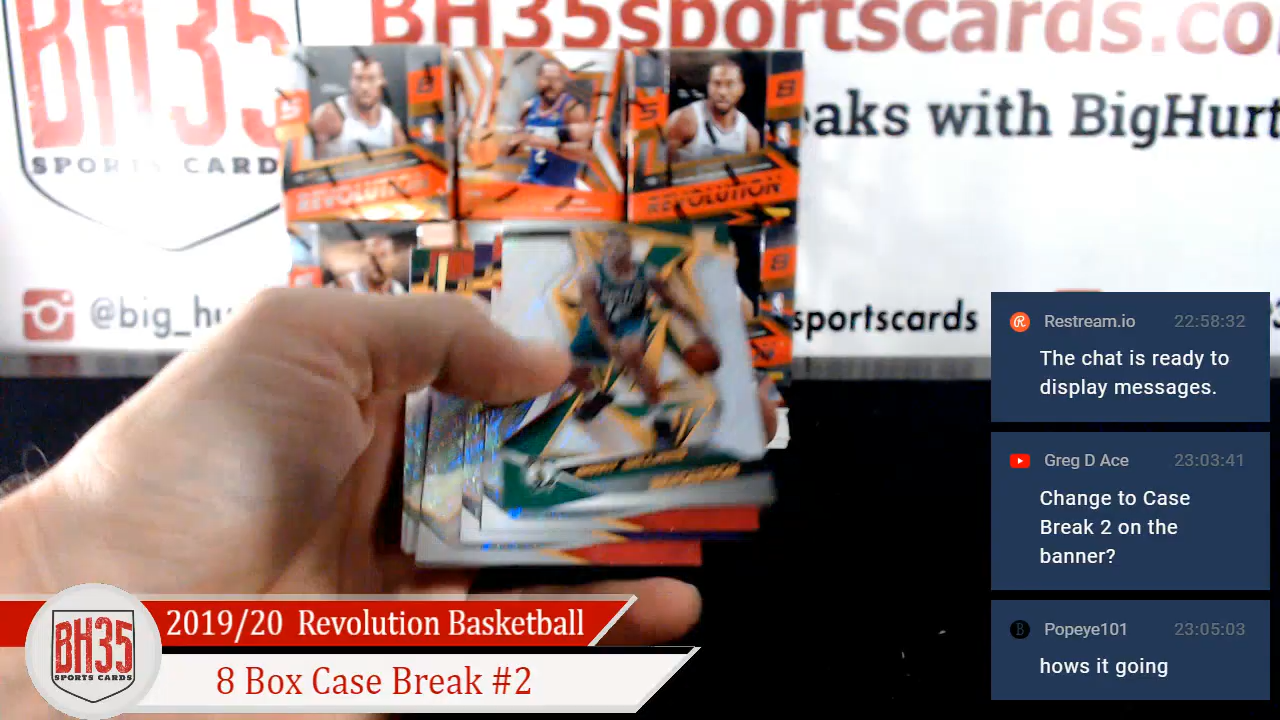 BH35sportscards.co
BH35
SPORTS CARD
eaks with BigHurt
REVOLUTION
REVOLUTION
@big_hu
sportscards
Restream.io 22:58:32
The chat is ready to
display messages.
Greg D Ace 23:03:41
Change to Case
Break 2 on the
banner?
Popeye101 23:05:03
hows it going
BH35
SPORTS CARDS
2019/20 Revolution Basketball
8 Box Case Break #2